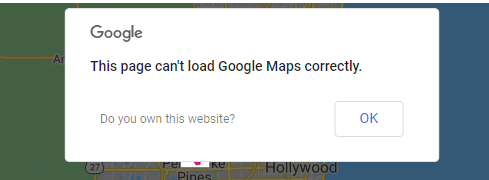 Google
This page can't load Google Maps correctly.
Do you own this website?
OK
27
Hollywood
Pines